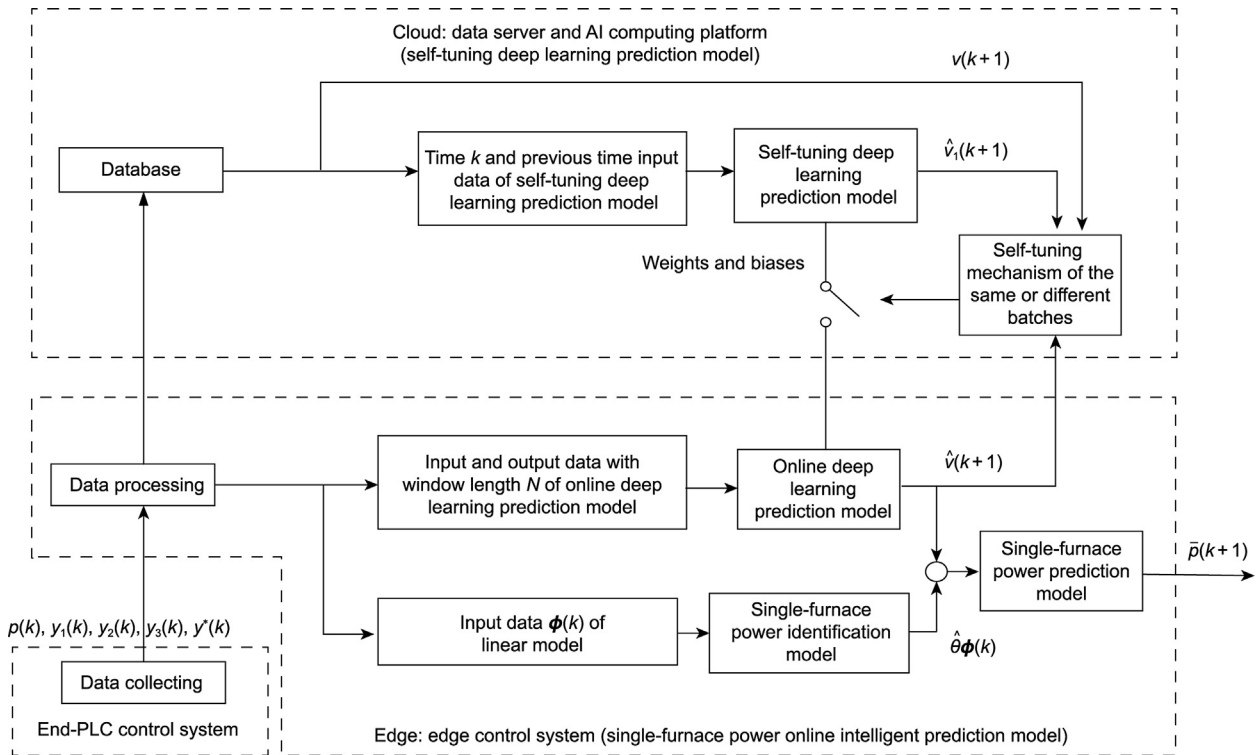 Cloud: data server and AI computing platform
(self-tuning deep learning prediction model)
v(k+1)
Database
Time k and previous time input
data of self-tuning deep
learning prediction model
Self-tuning deep
learning
prediction model
v̂₁(k+1)
Weights and biases
Self-tuning
mechanism of the
same or different
batches
Data processing
Input and output data with
window length N of online deep
learning prediction model
Online deep
learning
prediction model
v̂(k+1)
Single-furnace
power prediction
model
p̄(k+1)
Input data ϕ(k) of
linear model
Single-furnace
power identification
model
θ̂ϕ(k)
p(k), y₁(k), y₂(k), y₃(k), y*(k)
Data collecting
End-PLC control system
Edge: edge control system (single-furnace power online intelligent prediction model)